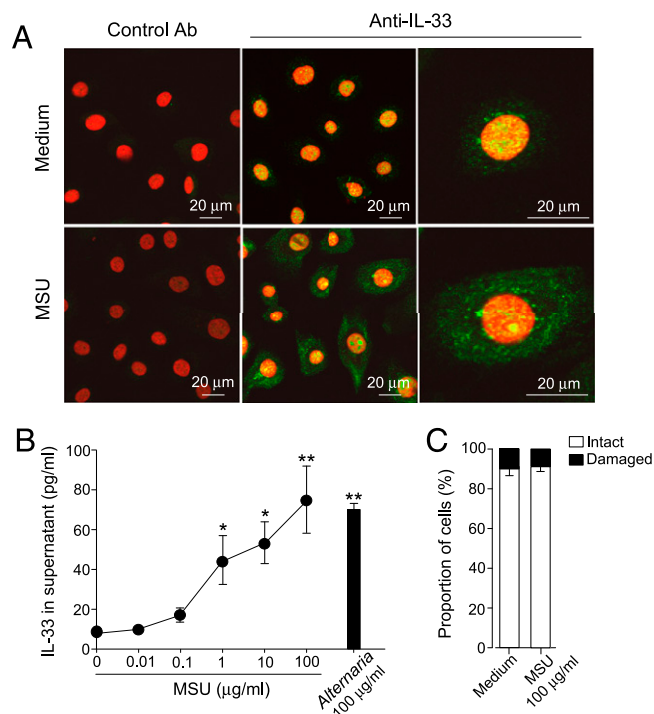 A
Control Ab
Anti-IL-33
Medium
20 μm
20 μm
20 μm
MSU
20 μm
20 μm
20 μm
B
IL-33 in supernatant (pg/ml)
100
80
60
40
20
0
*
*
**
**
0 0.01 0.1 1 10 100
MSU (μg/ml)
Alternaria
100 μg/ml
C
Intact
Damaged
Proportion of cells (%)
100
80
60
40
20
0
Medium
MSU
100 μg/ml